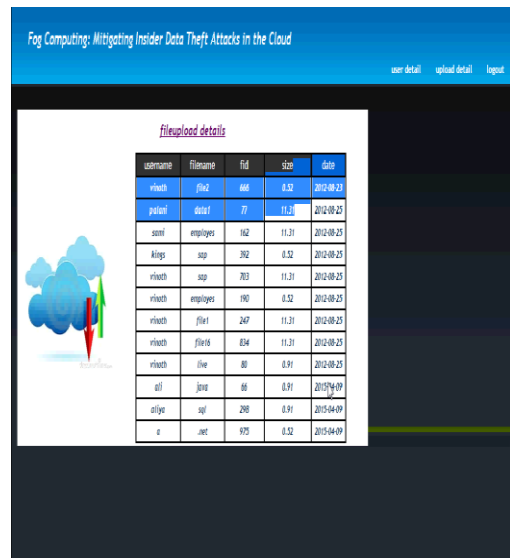 Fog Computing: Mitigating Insider Data Theft Attacks in the Cloud
user detail upload detail logout
fileupload details
username filename fid size date
vinoth file2 666 0.52 2012-08-23
palani data1 77 11.31 2012-08-25
sami employes 162 11.31 2012-08-25
kings sap 392 0.52 2012-08-25
vinoth sap 703 11.31 2012-08-25
vinoth employes 190 0.52 2012-08-25
vinoth file1 247 11.31 2012-08-25
vinoth file16 834 11.31 2012-08-25
vinoth live 80 0.91 2012-08-25
ali java 66 0.91 2015-04-09
aliya sql 298 0.91 2015-04-09
a .net 975 0.52 2015-04-09